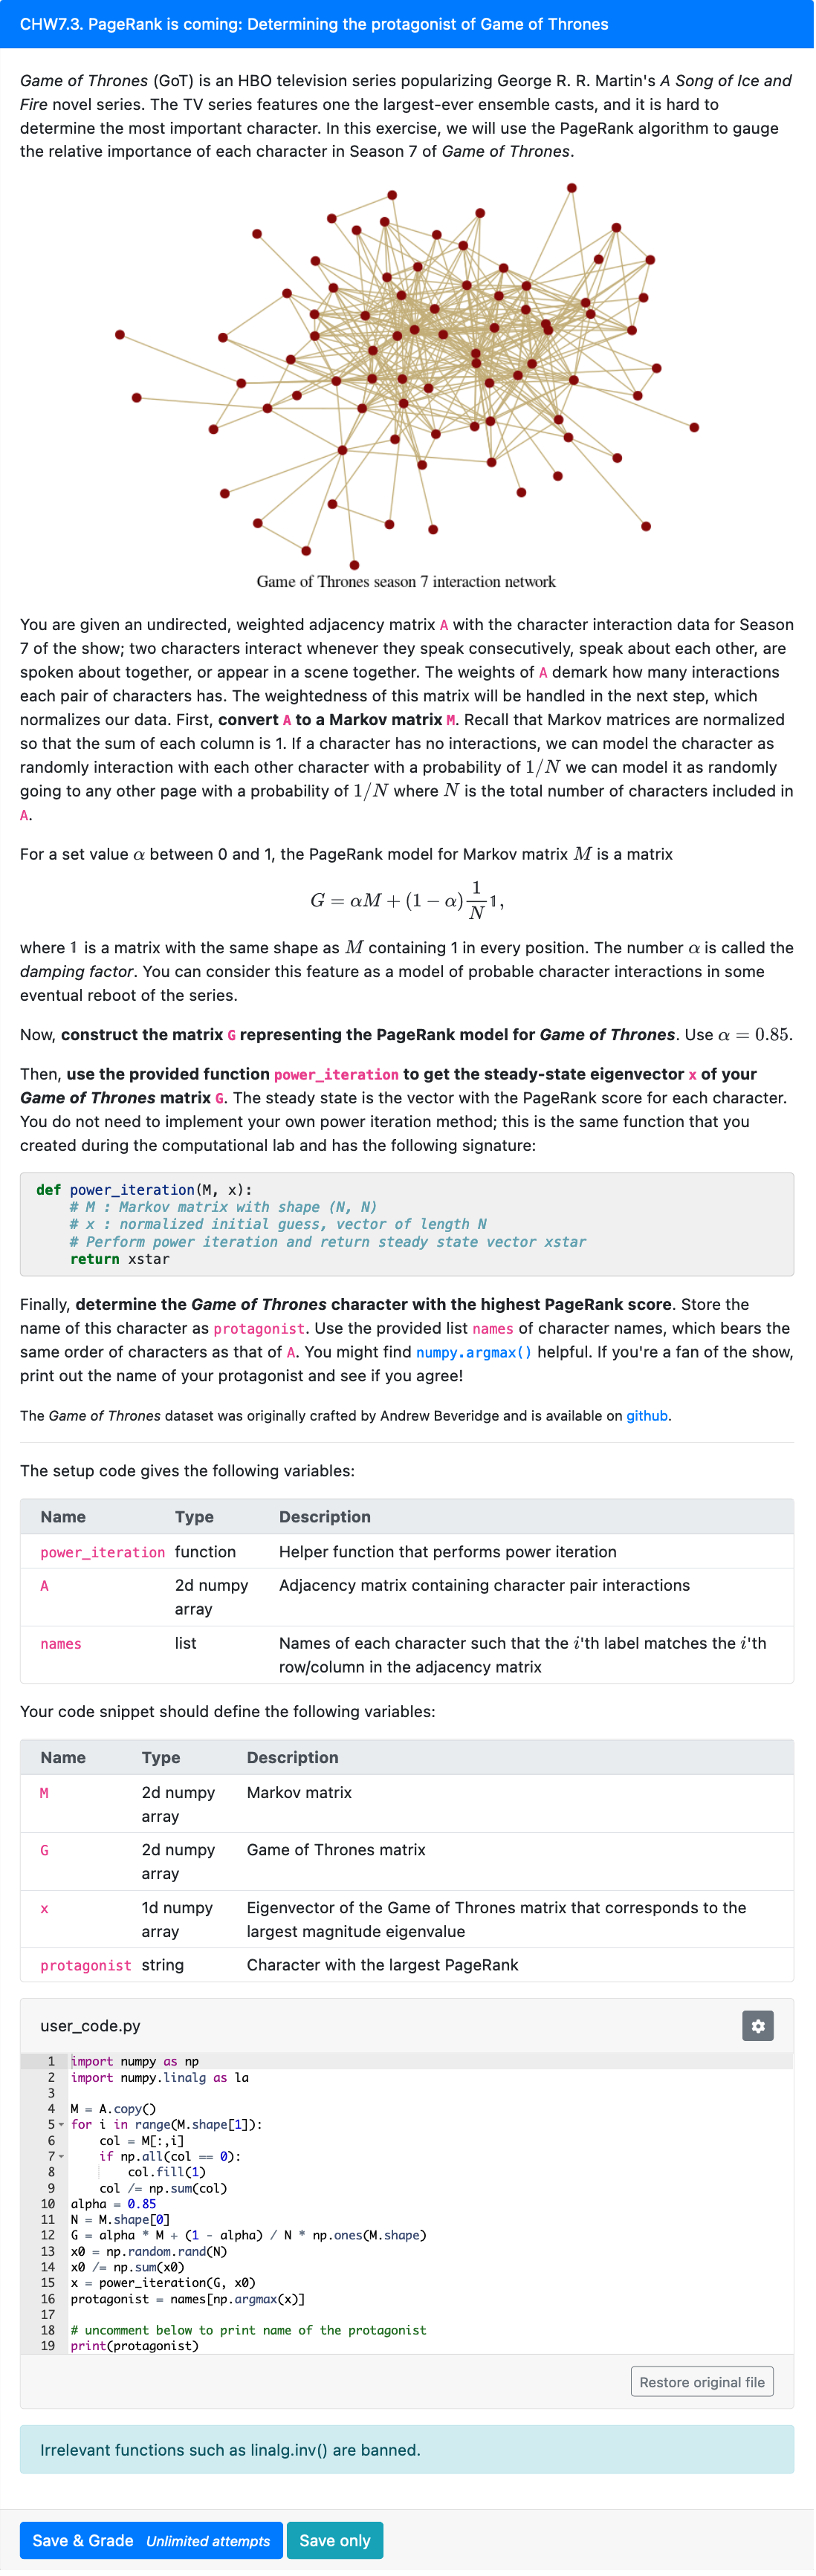 CHW7.3. PageRank is coming: Determining the protagonist of Game of Thrones
Game of Thrones (GoT) is an HBO television series popularizing George R. R. Martin's A Song of Ice and
Fire novel series. The TV series features one the largest-ever ensemble casts, and it is hard to
determine the most important character. In this exercise, we will use the PageRank algorithm to gauge
the relative importance of each character in Season 7 of Game of Thrones.
Game of Thrones season 7 interaction network
You are given an undirected, weighted adjacency matrix A with the character interaction data for Season
7 of the show; two characters interact whenever they speak consecutively, speak about each other, are
spoken about together, or appear in a scene together. The weights of A demark how many interactions
each pair of characters has. The weightedness of this matrix will be handled in the next step, which
normalizes our data. First, convert A to a Markov matrix M. Recall that Markov matrices are normalized
so that the sum of each column is 1. If a character has no interactions, we can model the character as
randomly interaction with each other character with a probability of 1/N we can model it as randomly
going to any other page with a probability of 1/N where N is the total number of characters included in
A.
For a set value α between 0 and 1, the PageRank model for Markov matrix M is a matrix
G = αM + (1 − α) 1/N 𝟙,
where 𝟙 is a matrix with the same shape as M containing 1 in every position. The number α is called the
damping factor. You can consider this feature as a model of probable character interactions in some
eventual reboot of the series.
Now, construct the matrix G representing the PageRank model for Game of Thrones. Use α = 0.85.
Then, use the provided function power_iteration to get the steady-state eigenvector x of your
Game of Thrones matrix G. The steady state is the vector with the PageRank score for each character.
You do not need to implement your own power iteration method; this is the same function that you
created during the computational lab and has the following signature:
def power_iteration(M, x):
    # M : Markov matrix with shape (N, N)
    # x : normalized initial guess, vector of length N
    # Perform power iteration and return steady state vector xstar
    return xstar
Finally, determine the Game of Thrones character with the highest PageRank score. Store the
name of this character as protagonist. Use the provided list names of character names, which bears the
same order of characters as that of A. You might find numpy.argmax() helpful. If you're a fan of the show,
print out the name of your protagonist and see if you agree!
The Game of Thrones dataset was originally crafted by Andrew Beveridge and is available on github.
The setup code gives the following variables:
Name Type Description
power_iteration function Helper function that performs power iteration
A 2d numpy array Adjacency matrix containing character pair interactions
names list Names of each character such that the i'th label matches the i'th
row/column in the adjacency matrix
Your code snippet should define the following variables:
Name Type Description
M 2d numpy array Markov matrix
G 2d numpy array Game of Thrones matrix
x 1d numpy array Eigenvector of the Game of Thrones matrix that corresponds to the
largest magnitude eigenvalue
protagonist string Character with the largest PageRank
user_code.py
1 import numpy as np
2 import numpy.linalg as la
3
4 M = A.copy()
5 for i in range(M.shape[1]):
6     col = M[:,i]
7     if np.all(col == 0):
8         col.fill(1)
9     col /= np.sum(col)
10 alpha = 0.85
11 N = M.shape[0]
12 G = alpha * M + (1 - alpha) / N * np.ones(M.shape)
13 x0 = np.random.rand(N)
14 x0 /= np.sum(x0)
15 x = power_iteration(G, x0)
16 protagonist = names[np.argmax(x)]
17
18 # uncomment below to print name of the protagonist
19 print(protagonist)
Restore original file
Irrelevant functions such as linalg.inv() are banned.
Save & Grade Unlimited attempts Save only